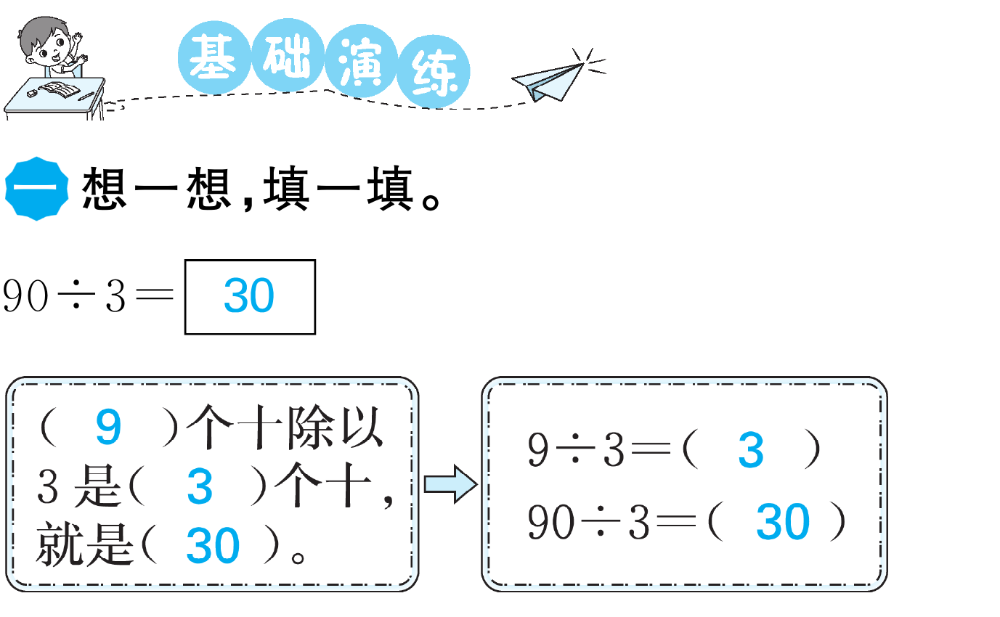 基础演练
一 想一想,填一填。
90÷3=30
( 9 )个十除以
3是( 3 )个十,
就是( 30 )。
9÷3=( 3 )
90÷3=( 30 )